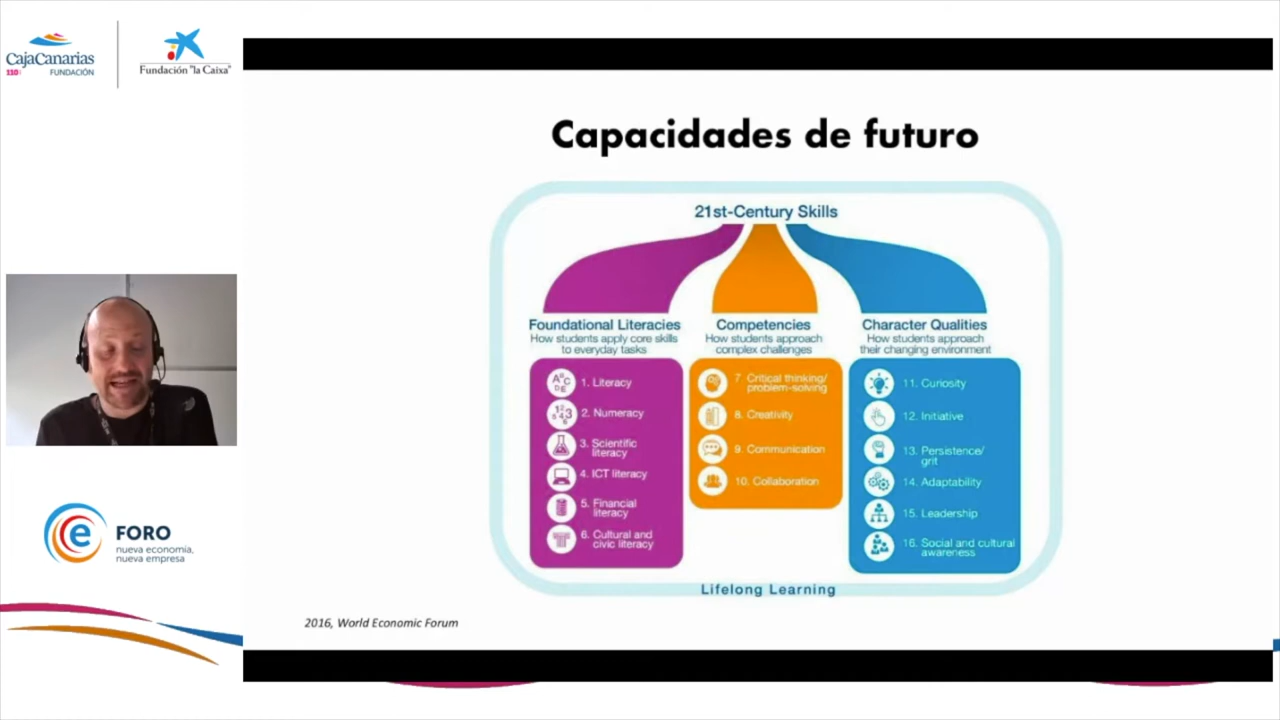 CajaCanarias
110
FUNDACIÓN
Fundación "la Caixa"
Capacidades de futuro
21st-Century Skills
Foundational Literacies
How students apply core skills
to everyday tasks
1. Literacy
2. Numeracy
3. Scientific
literacy
4. ICT literacy
5. Financial
literacy
6. Cultural and
civic literacy
Competencies
How students approach
complex challenges
7 Critical thinking/
problem-solving
8. Creativity
9. Communication
10. Collaboration
Character Qualities
How students approach
their changing environment
11. Curiosity
12. Initiative
13. Persistence/
grit
14. Adaptability
15. Leadership
16. Social and cultural
awareness
Lifelong Learning
2016, World Economic Forum
e
FORO
nueva economía,
nueva empresa